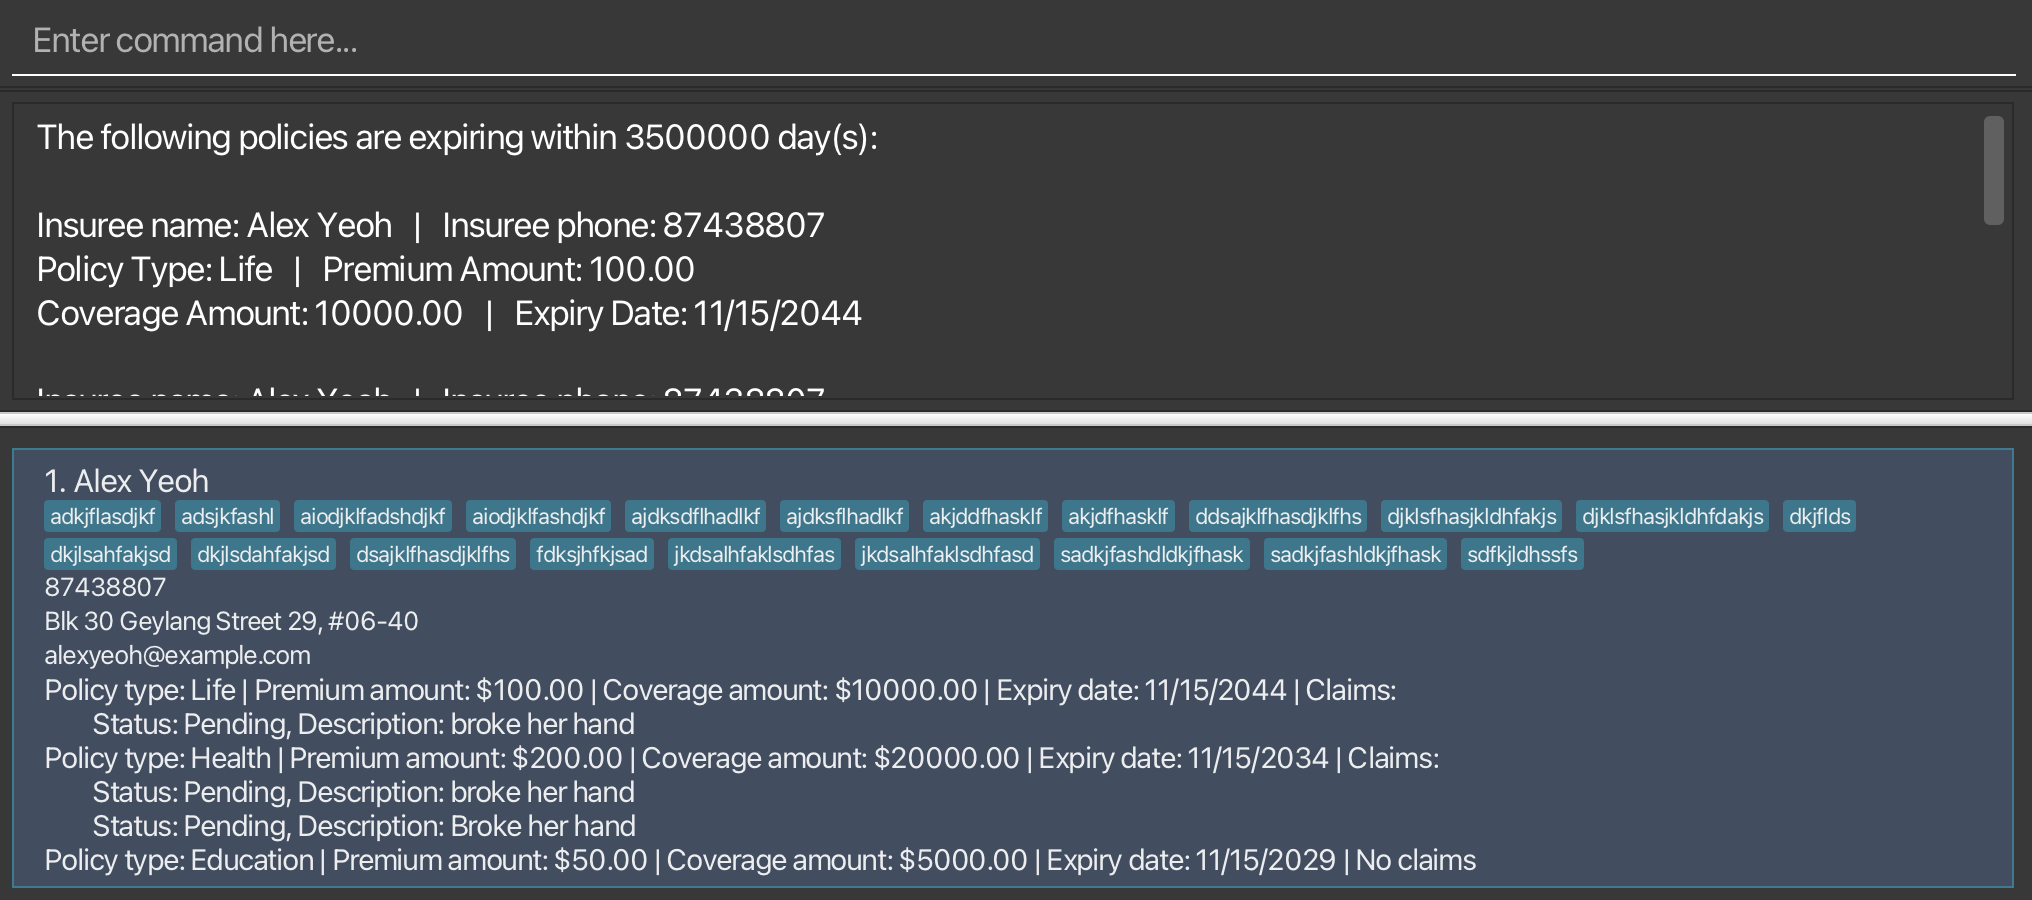 Enter command here...
The following policies are expiring within 3500000 day(s):
Insuree name: Alex Yeoh | Insuree phone: 87438807
Policy Type: Life | Premium Amount: 100.00
Coverage Amount: 10000.00 | Expiry Date: 11/15/2044
Insuree name: Alex Yeoh | Insuree phone: 87438807
1. Alex Yeoh
adkjflasdjkf adsjkfashl aiodjklfadshdjkf aiodjklfashdjkf ajdksdflhadlkf ajdksflhadlkf akjddfhasklf akjdfhasklf ddsajklfhasdjklfhs djklsfhasjkldhfakjs djklsfhasjkldhfdakjs dkjflds
dkjlsahfakjsd dkjlsdahfakjsd dsajklfhasdjklfhs fdksjhfkjsad jkdsalhfaklsdhfas jkdsalhfaklsdhfasd sadkjfashdldkjfhask sadkjfashldkjfhask sdfkjldhssfs
87438807
Blk 30 Geylang Street 29, #06-40
alexyeoh@example.com
Policy type: Life | Premium amount: $100.00 | Coverage amount: $10000.00 | Expiry date: 11/15/2044 | Claims:
Status: Pending, Description: broke her hand
Policy type: Health | Premium amount: $200.00 | Coverage amount: $20000.00 | Expiry date: 11/15/2034 | Claims:
Status: Pending, Description: broke her hand
Status: Pending, Description: Broke her hand
Policy type: Education | Premium amount: $50.00 | Coverage amount: $5000.00 | Expiry date: 11/15/2029 | No claims